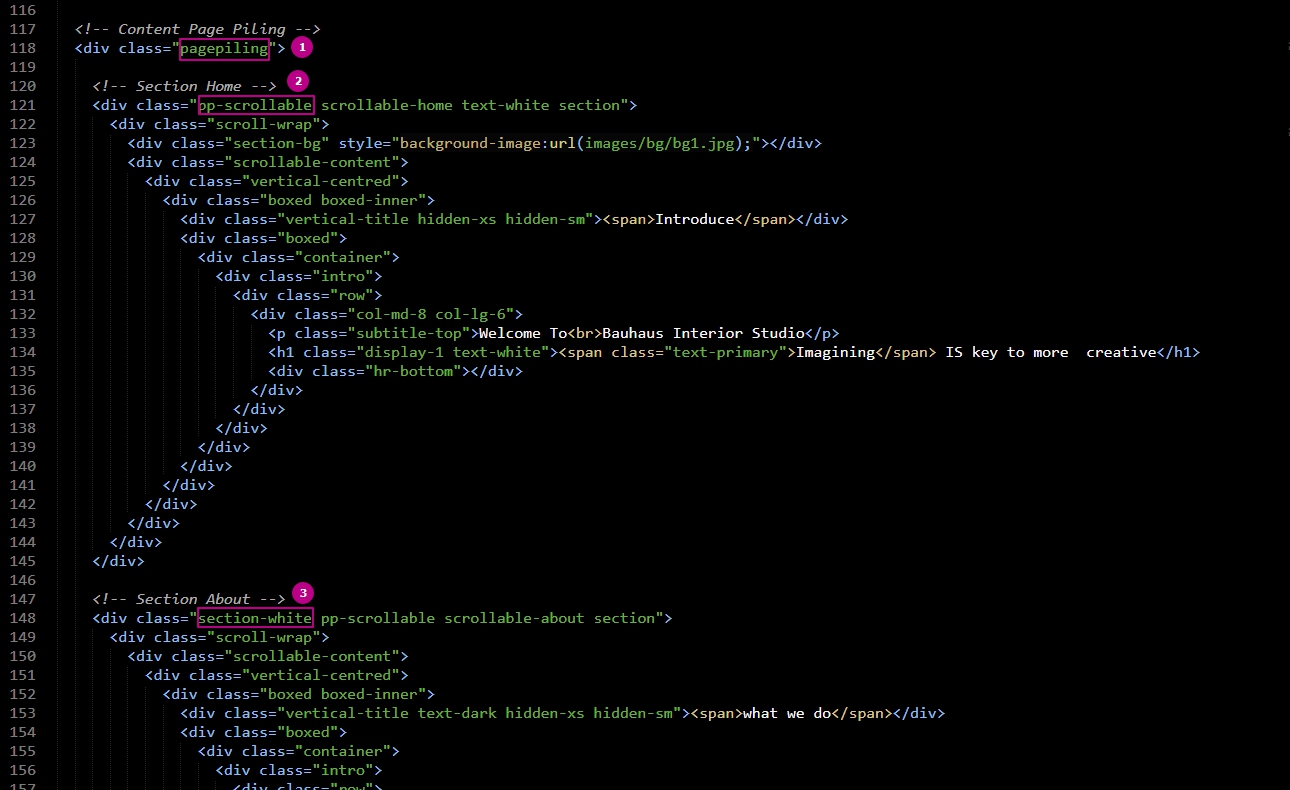 116
117 <!-- Content Page Piling -->
118 <div class="pagepiling"> 1
119
120 <!-- Section Home --> 2
121 <div class="pp-scrollable scrollable-home text-white section">
122 <div class="scroll-wrap">
123 <div class="section-bg" style="background-image:url(images/bg/bg1.jpg);"></div>
124 <div class="scrollable-content">
125 <div class="vertical-centred">
126 <div class="boxed boxed-inner">
127 <div class="vertical-title hidden-xs hidden-sm"><span>Introduce</span></div>
128 <div class="boxed">
129 <div class="container">
130 <div class="intro">
131 <div class="row">
132 <div class="col-md-8 col-lg-6">
133 <p class="subtitle-top">Welcome To<br>Bauhaus Interior Studio</p>
134 <h1 class="display-1 text-white"><span class="text-primary">Imagining</span> IS key to more  creative</h1>
135 <div class="hr-bottom"></div>
136 </div>
137 </div>
138 </div>
139 </div>
140 </div>
141 </div>
142 </div>
143 </div>
144 </div>
145 </div>
146
147 <!-- Section About --> 3
148 <div class="section-white pp-scrollable scrollable-about section">
149 <div class="scroll-wrap">
150 <div class="scrollable-content">
151 <div class="vertical-centred">
152 <div class="boxed boxed-inner">
153 <div class="vertical-title text-dark hidden-xs hidden-sm"><span>what we do</span></div>
154 <div class="boxed">
155 <div class="container">
156 <div class="intro">
157 <div class="row">